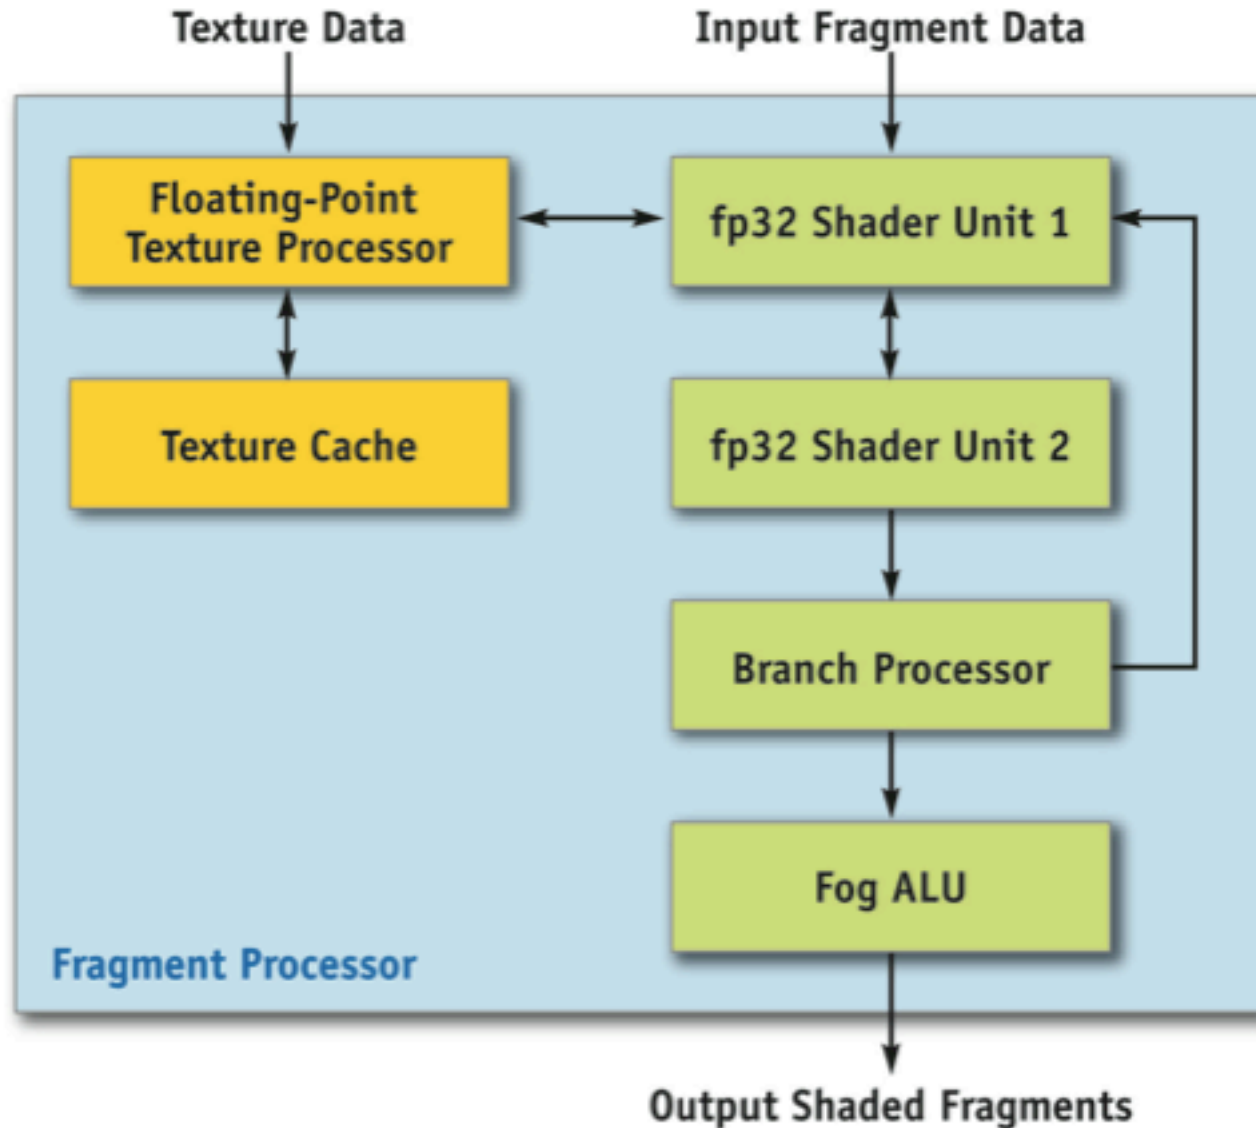 Texture Data
Input Fragment Data
Floating-Point
Texture Processor
fp32 Shader Unit 1
Texture Cache
fp32 Shader Unit 2
Branch Processor
Fog ALU
Fragment Processor
Output Shaded Fragments